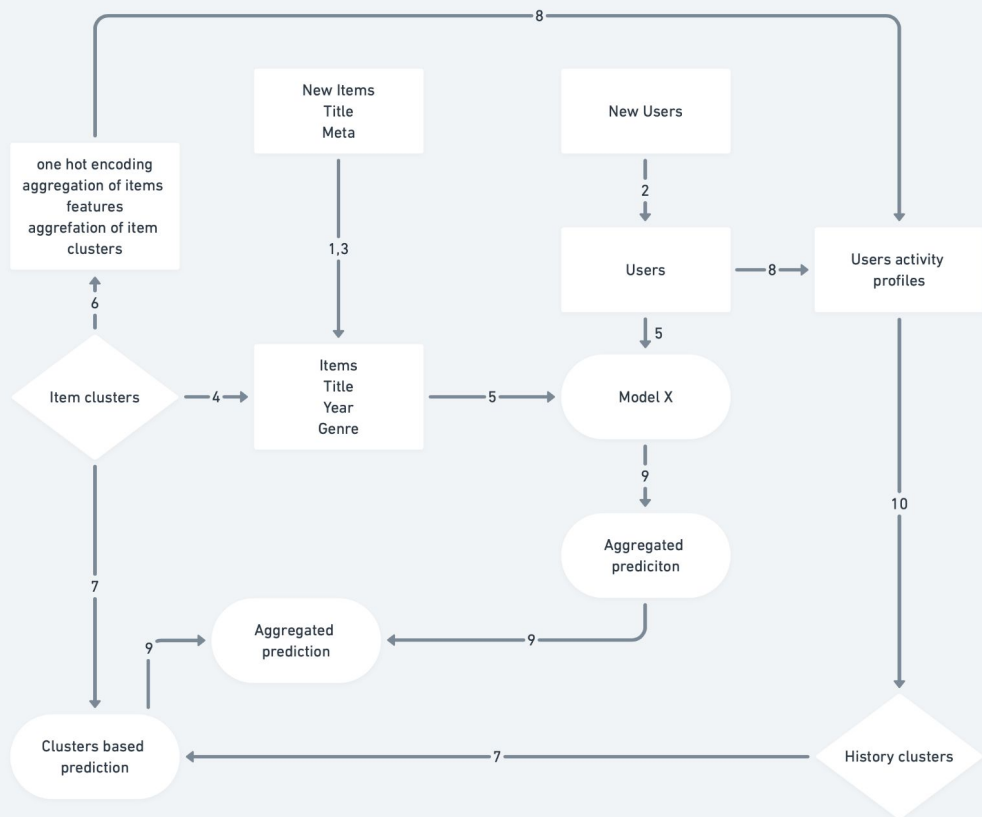 8
New Items
Title
Meta
New Users
one hot encoding
aggregation of items
features
aggrefation of item
clusters
2
1,3
Users
8
Users activity
profiles
6
5
Item clusters
4
Items
Title
Year
Genre
5
Model X
9
10
Aggregated
prediciton
7
Aggregated
prediction
9
9
Clusters based
prediction
7
History clusters